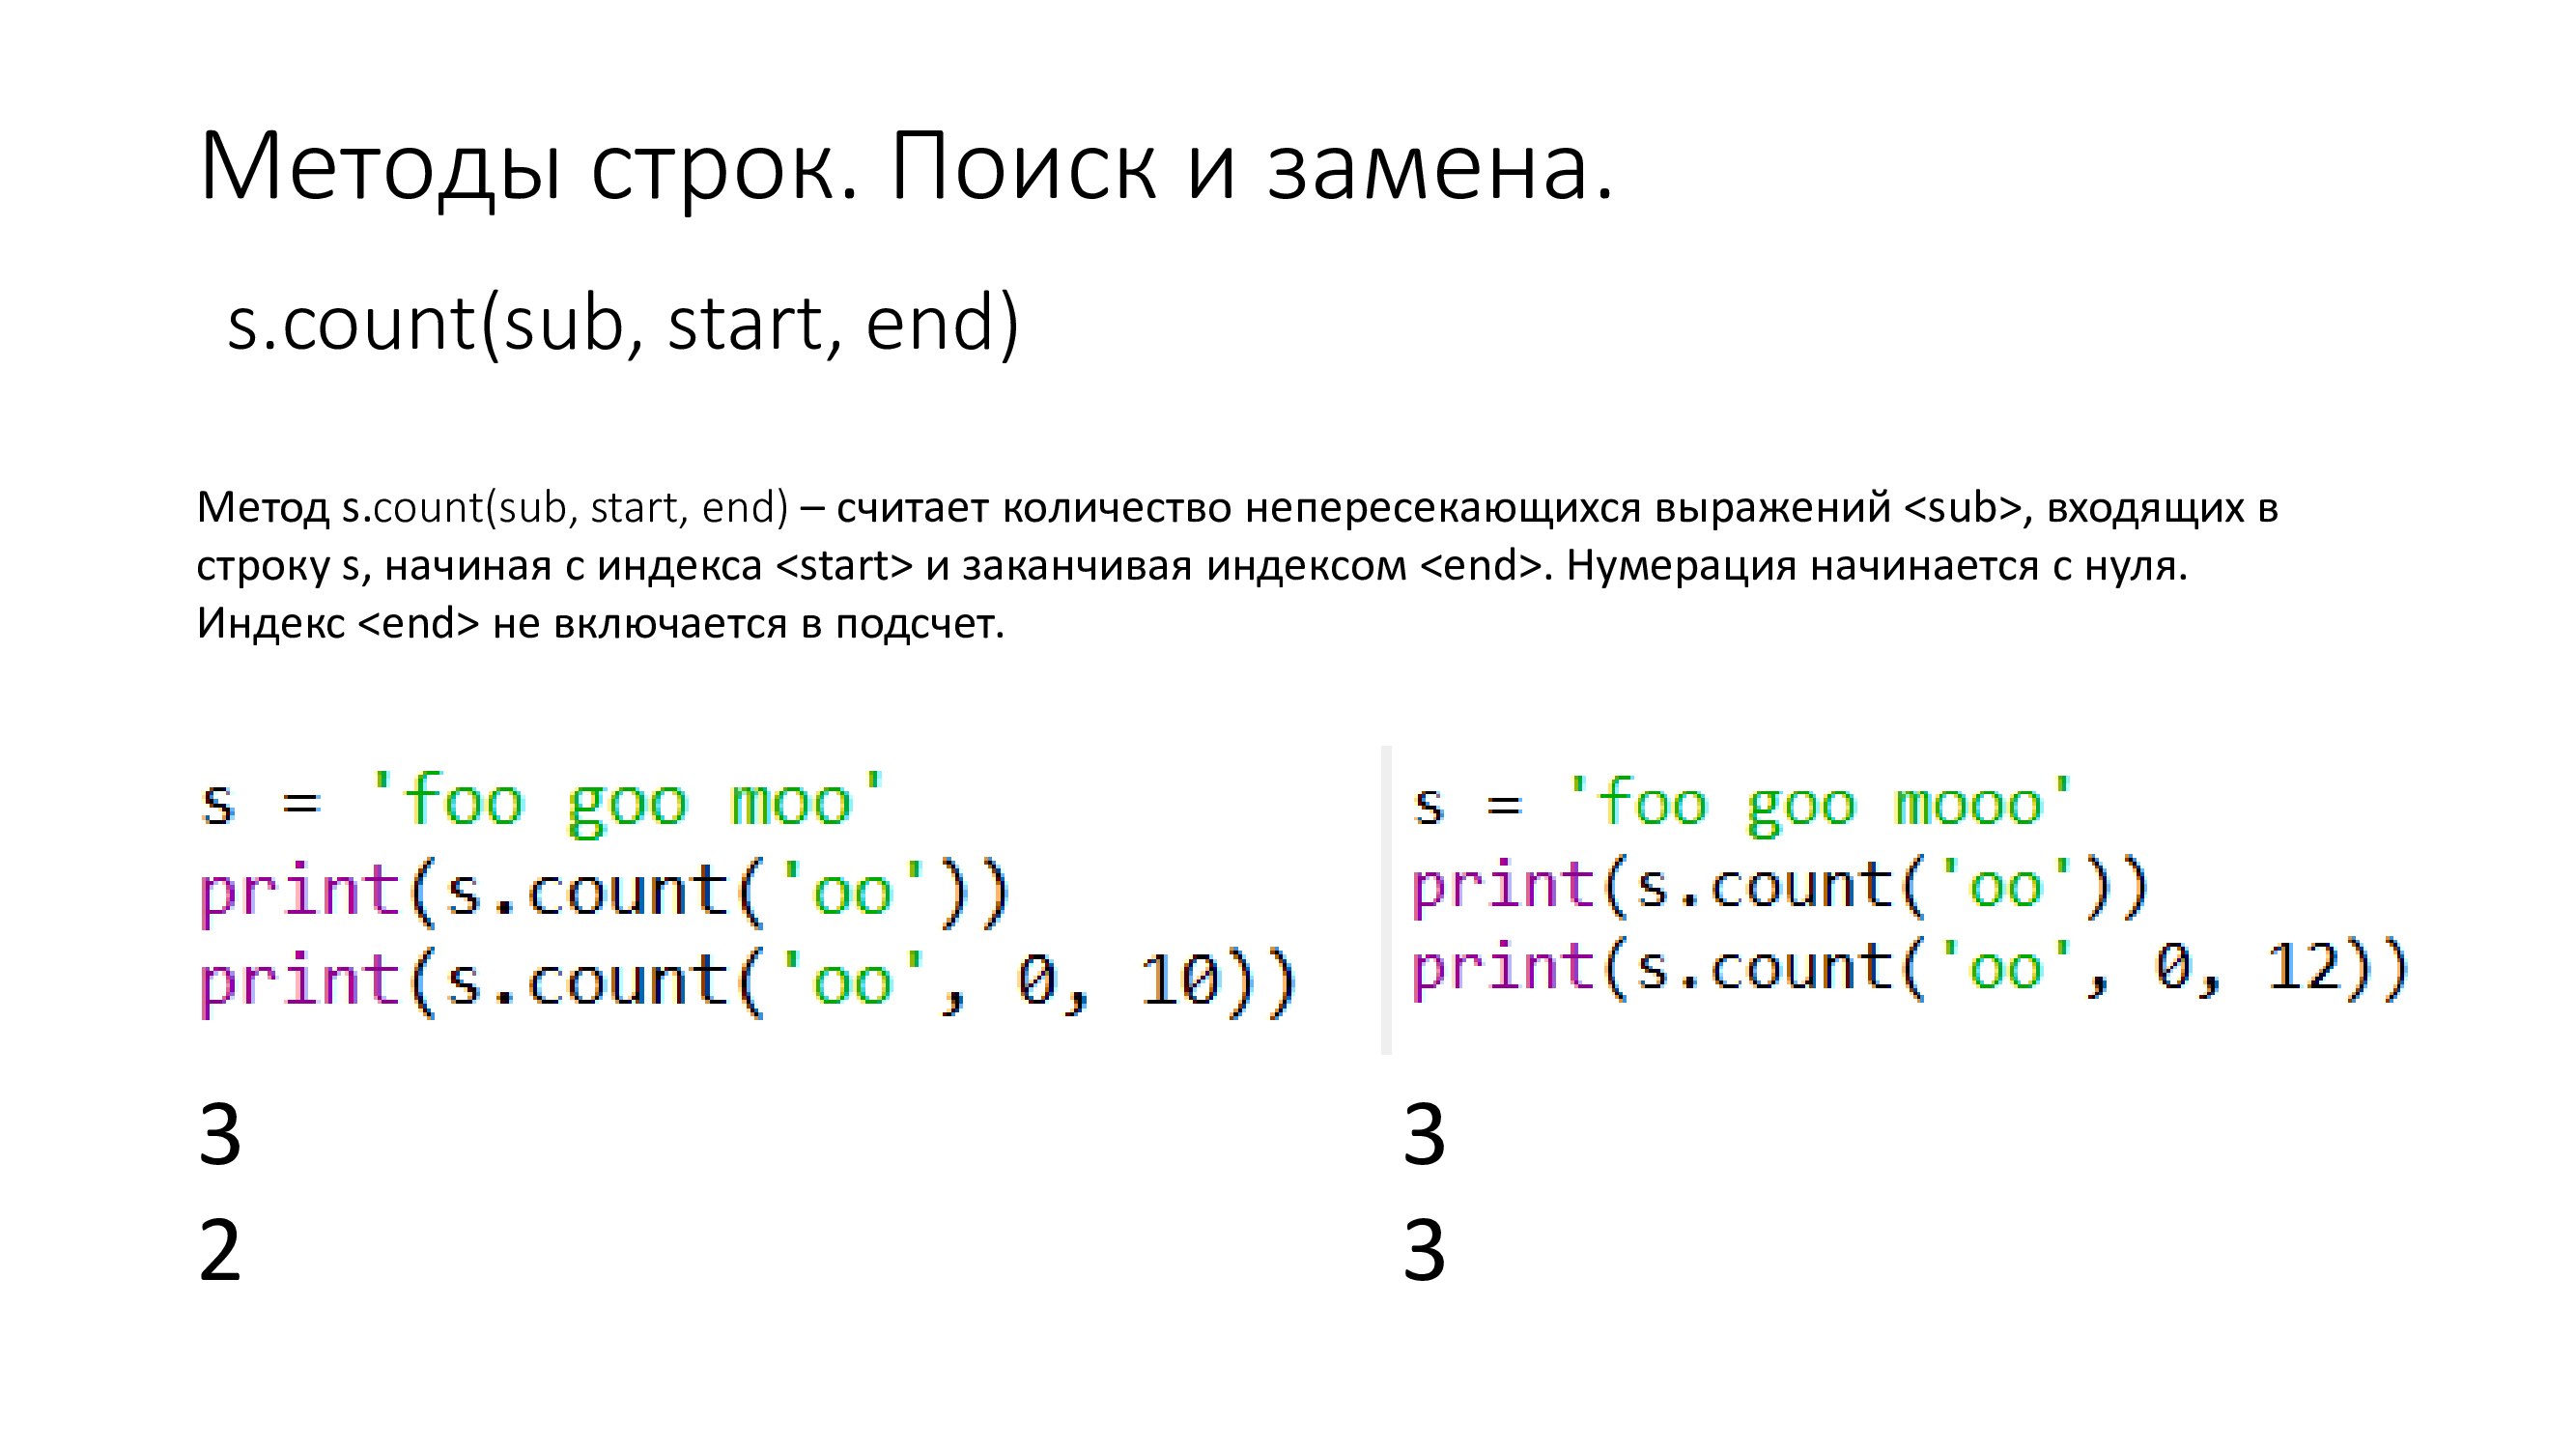 Методы строк. Поиск и замена.
s.count(sub, start, end)
Метод s.count(sub, start, end) – считает количество непересекающихся выражений <sub>, входящих в
строку s, начиная с индекса <start> и заканчивая индексом <end>. Нумерация начинается с нуля.
Индекс <end> не включается в подсчет.
s = 'foo goo moo'
print(s.count('oo'))
print(s.count('oo', 0, 10))
3
2
s = 'foo goo mooo'
print(s.count('oo'))
print(s.count('oo', 0, 12))
3
3